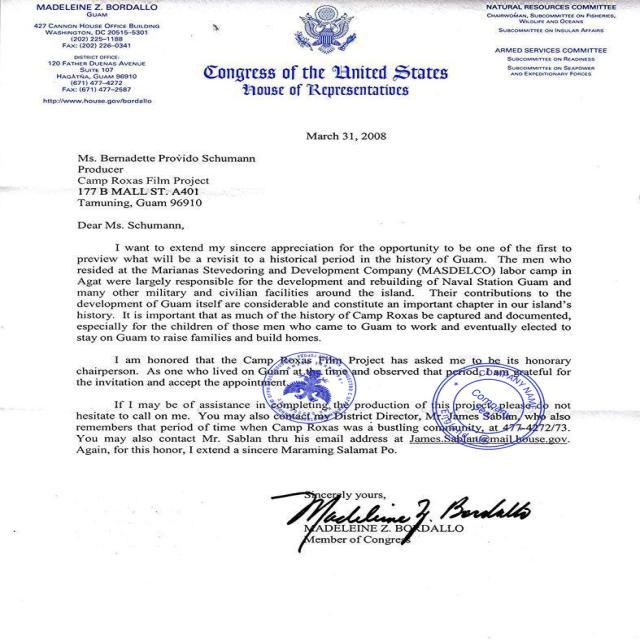 MADELEINE Z. BORDALLO
GUAM
427 CANNON HOUSE OFFICE BUILDING
WASHINGTON, DC 20515-5301
(202) 225-1188
FAX: (202) 226-0341
DISTRICT OFFICE:
120 FATHER DUENAS AVENUE
SUITE 107
HAGÅTÑA, GUAM 96910
(671) 477-4272
FAX: (671) 477-2587
http://www.house.gov/bordallo
Congress of the United States
House of Representatives
NATURAL RESOURCES COMMITTEE
CHAIRWOMAN, SUBCOMMITTEE ON FISHERIES,
WILDLIFE AND OCEANS
SUBCOMMITTEE ON INSULAR AFFAIRS
ARMED SERVICES COMMITTEE
SUBCOMMITTEE ON READINESS
SUBCOMMITTEE ON SEAPOWER
AND EXPEDITIONARY FORCES
March 31, 2008
Ms. Bernadette Provido Schumann
Producer
Camp Roxas Film Project
177 B MALL ST. A401
Tamuning, Guam 96910
Dear Ms. Schumann,
I want to extend my sincere appreciation for the opportunity to be one of the first to
preview what will be a revisit to a historical period in the history of Guam. The men who
resided at the Marianas Stevedoring and Development Company (MASDELCO) labor camp in
Agat were largely responsible for the development and rebuilding of Naval Station Guam and
many other military and civilian facilities around the island. Their contributions to the
development of Guam itself are considerable and constitute an important chapter in our island's
history. It is important that as much of the history of Camp Roxas be captured and documented,
especially for the children of those men who came to Guam to work and eventually elected to
stay on Guam to raise families and build homes.
I am honored that the Camp Roxas Film Project has asked me to be its honorary
chairperson. As one who lived on Guam at the time and observed that period, I am grateful for
the invitation and accept the appointment.
If I may be of assistance in completing the production of this project, please do not
hesitate to call on me. You may also contact my District Director, Mr. James Sablan, who also
remembers that period of time when Camp Roxas was a bustling community, at 477-4272/73.
You may also contact Mr. Sablan thru his email address at James.Sablan@mail.house.gov.
Again, for this honor, I extend a sincere Maraming Salamat Po.
COMPANY NAME
Company
Sincerely yours,
Madeleine Z. Bordallo
MADELEINE Z. BORDALLO
Member of Congress